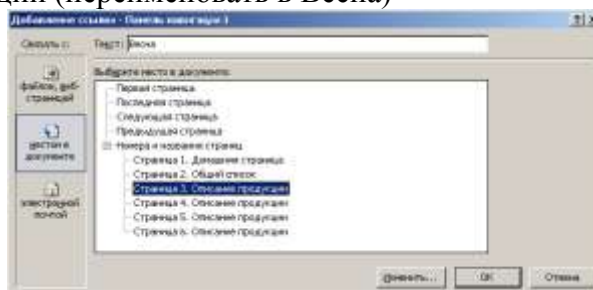 ции (переименовать в Весна)
Добавление ссылки - Панель навигации 1
Связать с:
Текст: Весна
Выберите место в документе:
файлом, веб-страницей
местом в документе
электронной почтой
Первая страница
Последняя страница
Следующая страница
Предыдущая страница
Номера и названия страниц
Страница 1. Домашняя страница
Страница 2. Общий список
Страница 3. Описание продукции
Страница 4. Описание продукции
Страница 5. Описание продукции
Страница 6. Описание продукции
Изменить...
ОК
Отмена